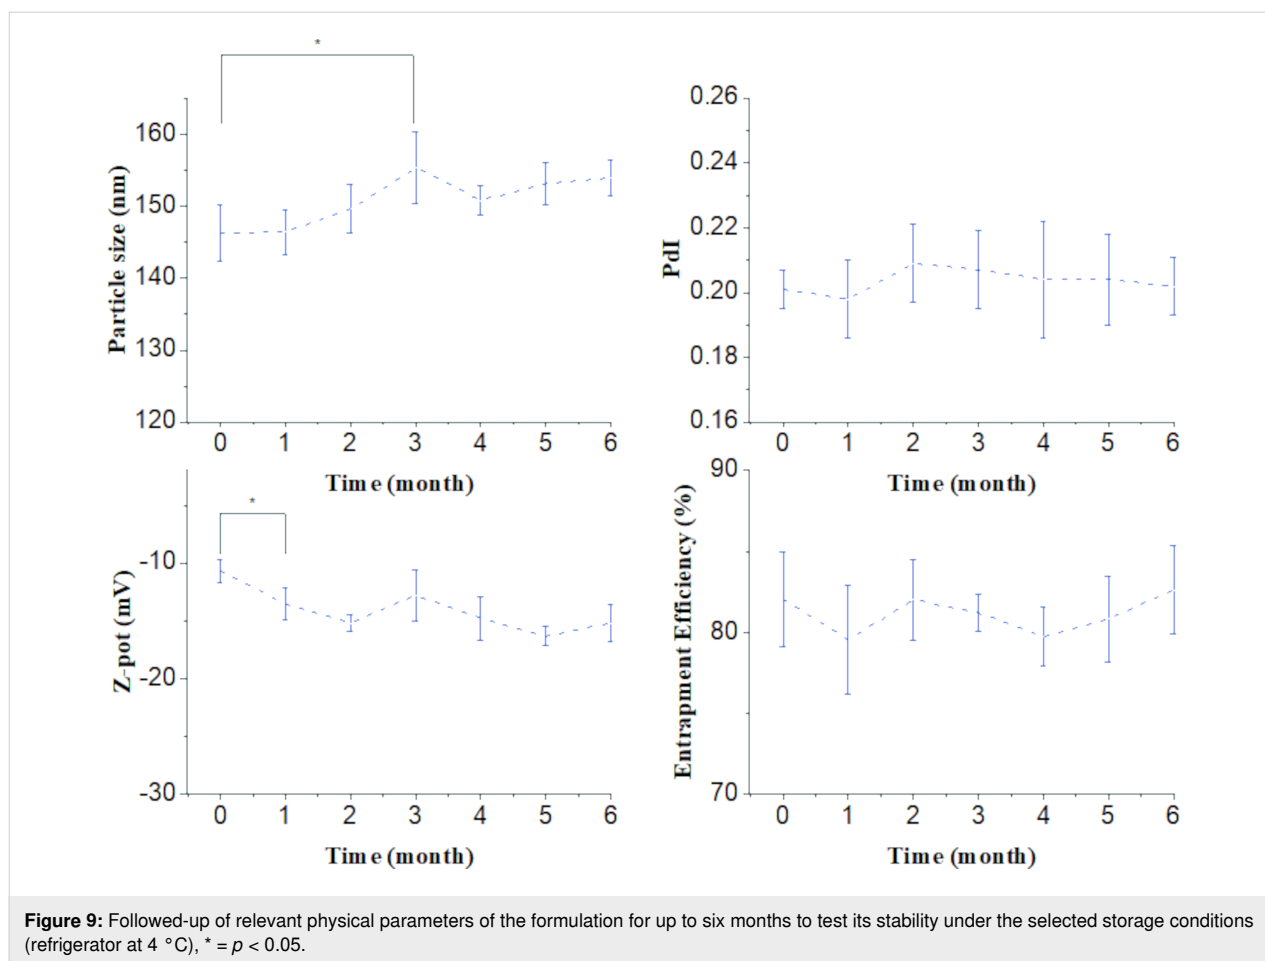 *
Particle size (nm)
160
150
140
130
120
0 1 2 3 4 5 6
Time (month)
PdI
0.26
0.24
0.22
0.20
0.18
0.16
0 1 2 3 4 5 6
Time (month)
*
Z-pot (mV)
-10
-20
-30
0 1 2 3 4 5 6
Time (month)
Entrapment Efficiency (%)
90
80
70
0 1 2 3 4 5 6
Time (month)
Figure 9: Followed-up of relevant physical parameters of the formulation for up to six months to test its stability under the selected storage conditions
(refrigerator at 4 °C), * = p < 0.05.